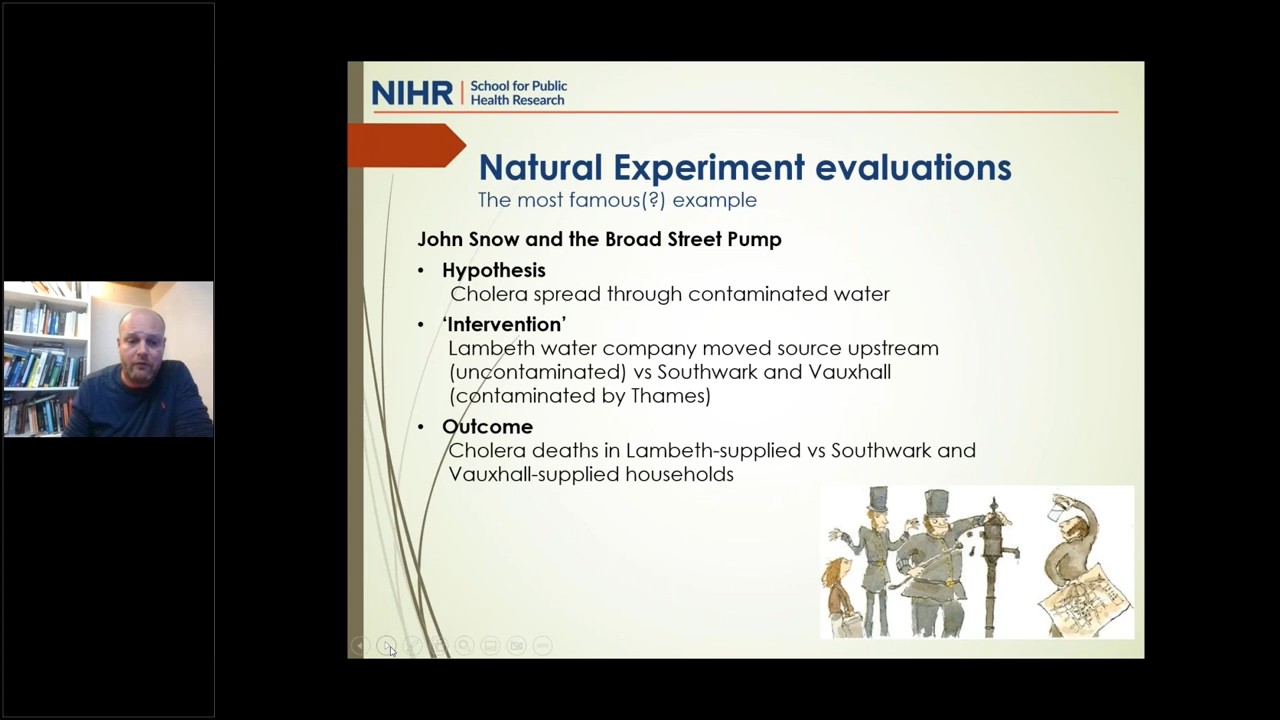 NIHR | School for Public
Health Research
Natural Experiment evaluations
The most famous(?) example
John Snow and the Broad Street Pump
• Hypothesis
Cholera spread through contaminated water
• ‘Intervention’
Lambeth water company moved source upstream
(uncontaminated) vs Southwark and Vauxhall
(contaminated by Thames)
• Outcome
Cholera deaths in Lambeth-supplied vs Southwark and
Vauxhall-supplied households